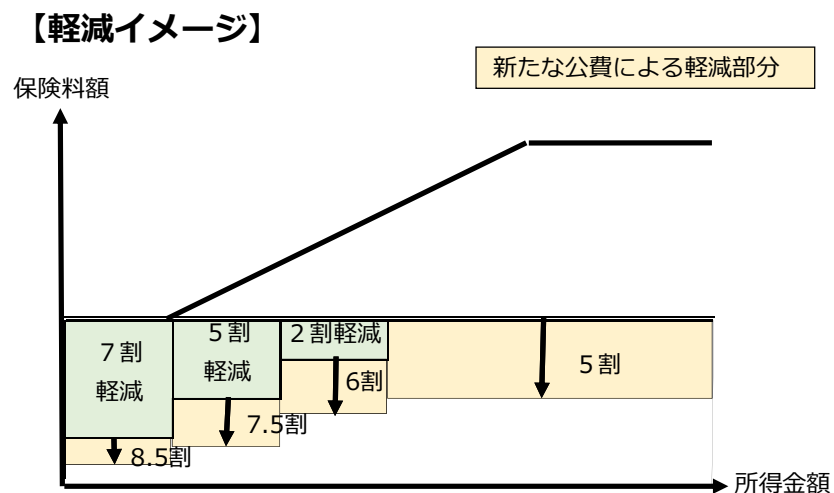 【軽減イメージ】
新たな公費による軽減部分
保険料額
７割
軽減
５割
軽減
２割軽減
5割
6割
7.5割
8.5割
所得金額